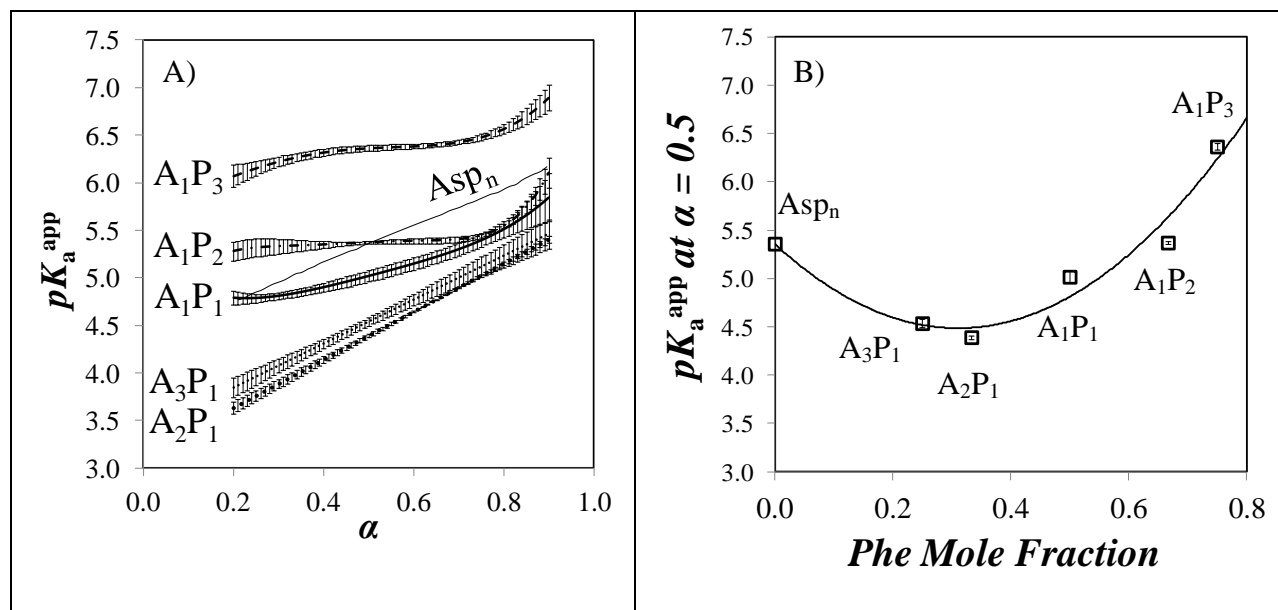 A)
7.5
7.0
6.5
6.0
5.5
5.0
4.5
4.0
3.5
3.0
pKₐᵃᵖᵖ
A₁P₃
Aspₙ
A₁P₂
A₁P₁
A₃P₁
A₂P₁
0.0 0.2 0.4 0.6 0.8 1.0
α
B)
7.5
7.0
6.5
6.0
5.5
5.0
4.5
4.0
3.5
3.0
pKₐᵃᵖᵖ at α = 0.5
A₁P₃
Aspₙ
A₁P₂
A₁P₁
A₃P₁
A₂P₁
0.0 0.2 0.4 0.6 0.8
Phe Mole Fraction